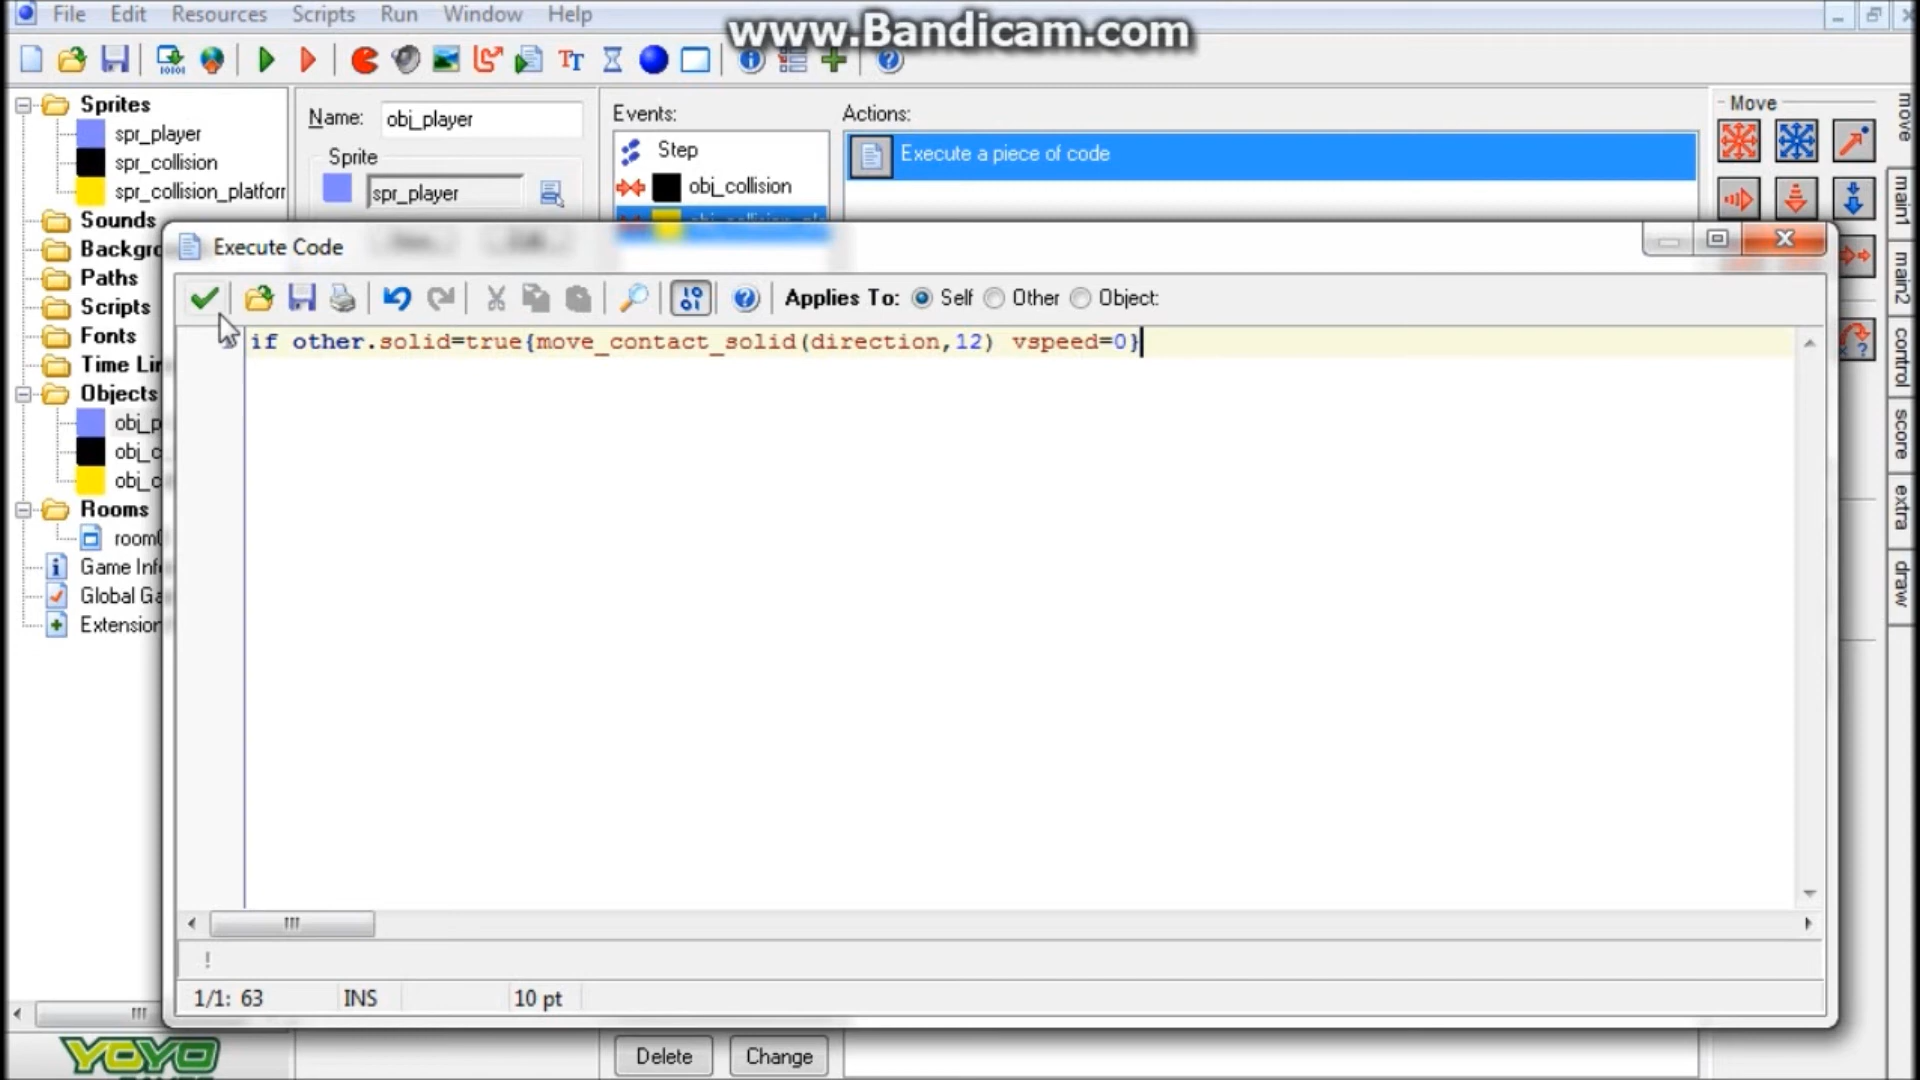 File Edit Resources Scripts Run Window Help
www.Bandicam.com
Sprites
spr_player
spr_collision
spr_collision_platforr
Sounds
Backgro
Paths
Scripts
Fonts
Time Lir
Objects
obj_p
obj_c
obj_c
Rooms
room
Game Inf
Global Ga
Extension
Name: obj_player
Sprite
spr_player
Events:
Step
obj_collision
Actions:
Execute a piece of code
Move
move
main1
main2
control
score
extra
draw
Execute Code
Applies To: Self Other Object:
if other.solid=true{move_contact_solid(direction,12) vspeed=0}
!
1/1: 63 INS 10 pt
YOYO
Delete Change